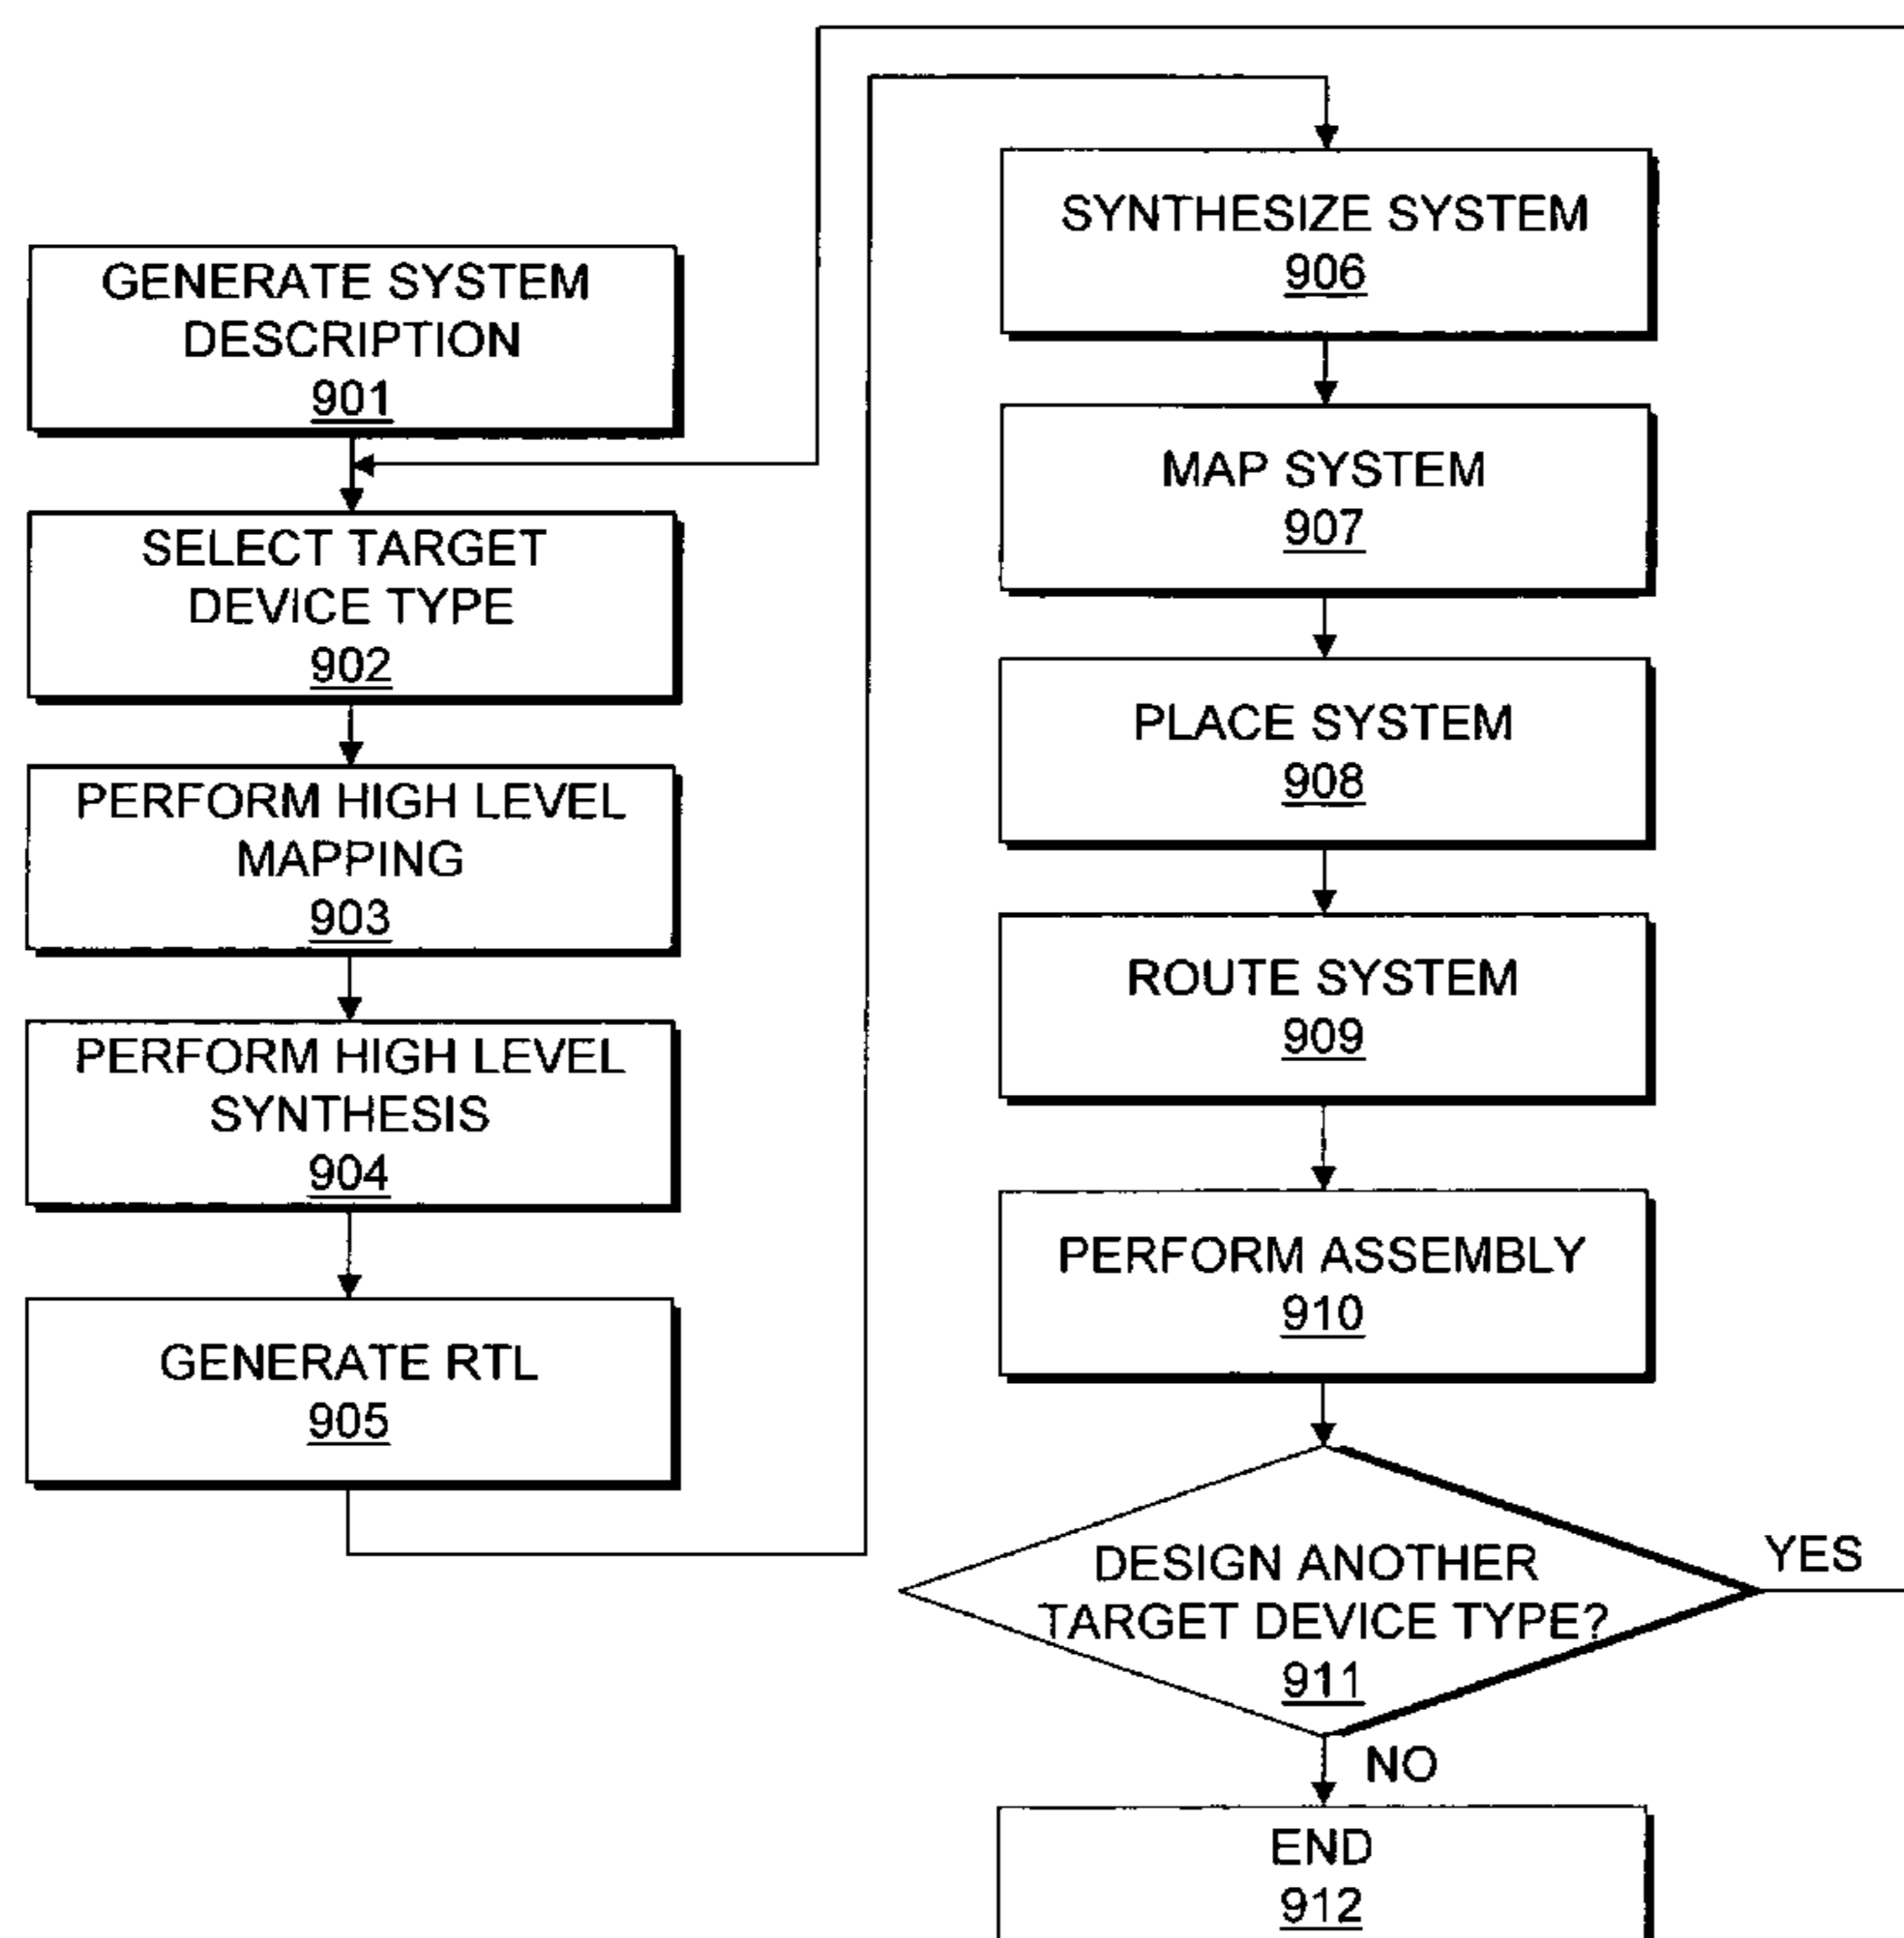 GENERATE SYSTEM
DESCRIPTION
901
SELECT TARGET
DEVICE TYPE
902
PERFORM HIGH LEVEL
MAPPING
903
PERFORM HIGH LEVEL
SYNTHESIS
904
GENERATE RTL
905
SYNTHESIZE SYSTEM
906
MAP SYSTEM
907
PLACE SYSTEM
908
ROUTE SYSTEM
909
PERFORM ASSEMBLY
910
DESIGN ANOTHER
TARGET DEVICE TYPE?
911
YES
NO
END
912